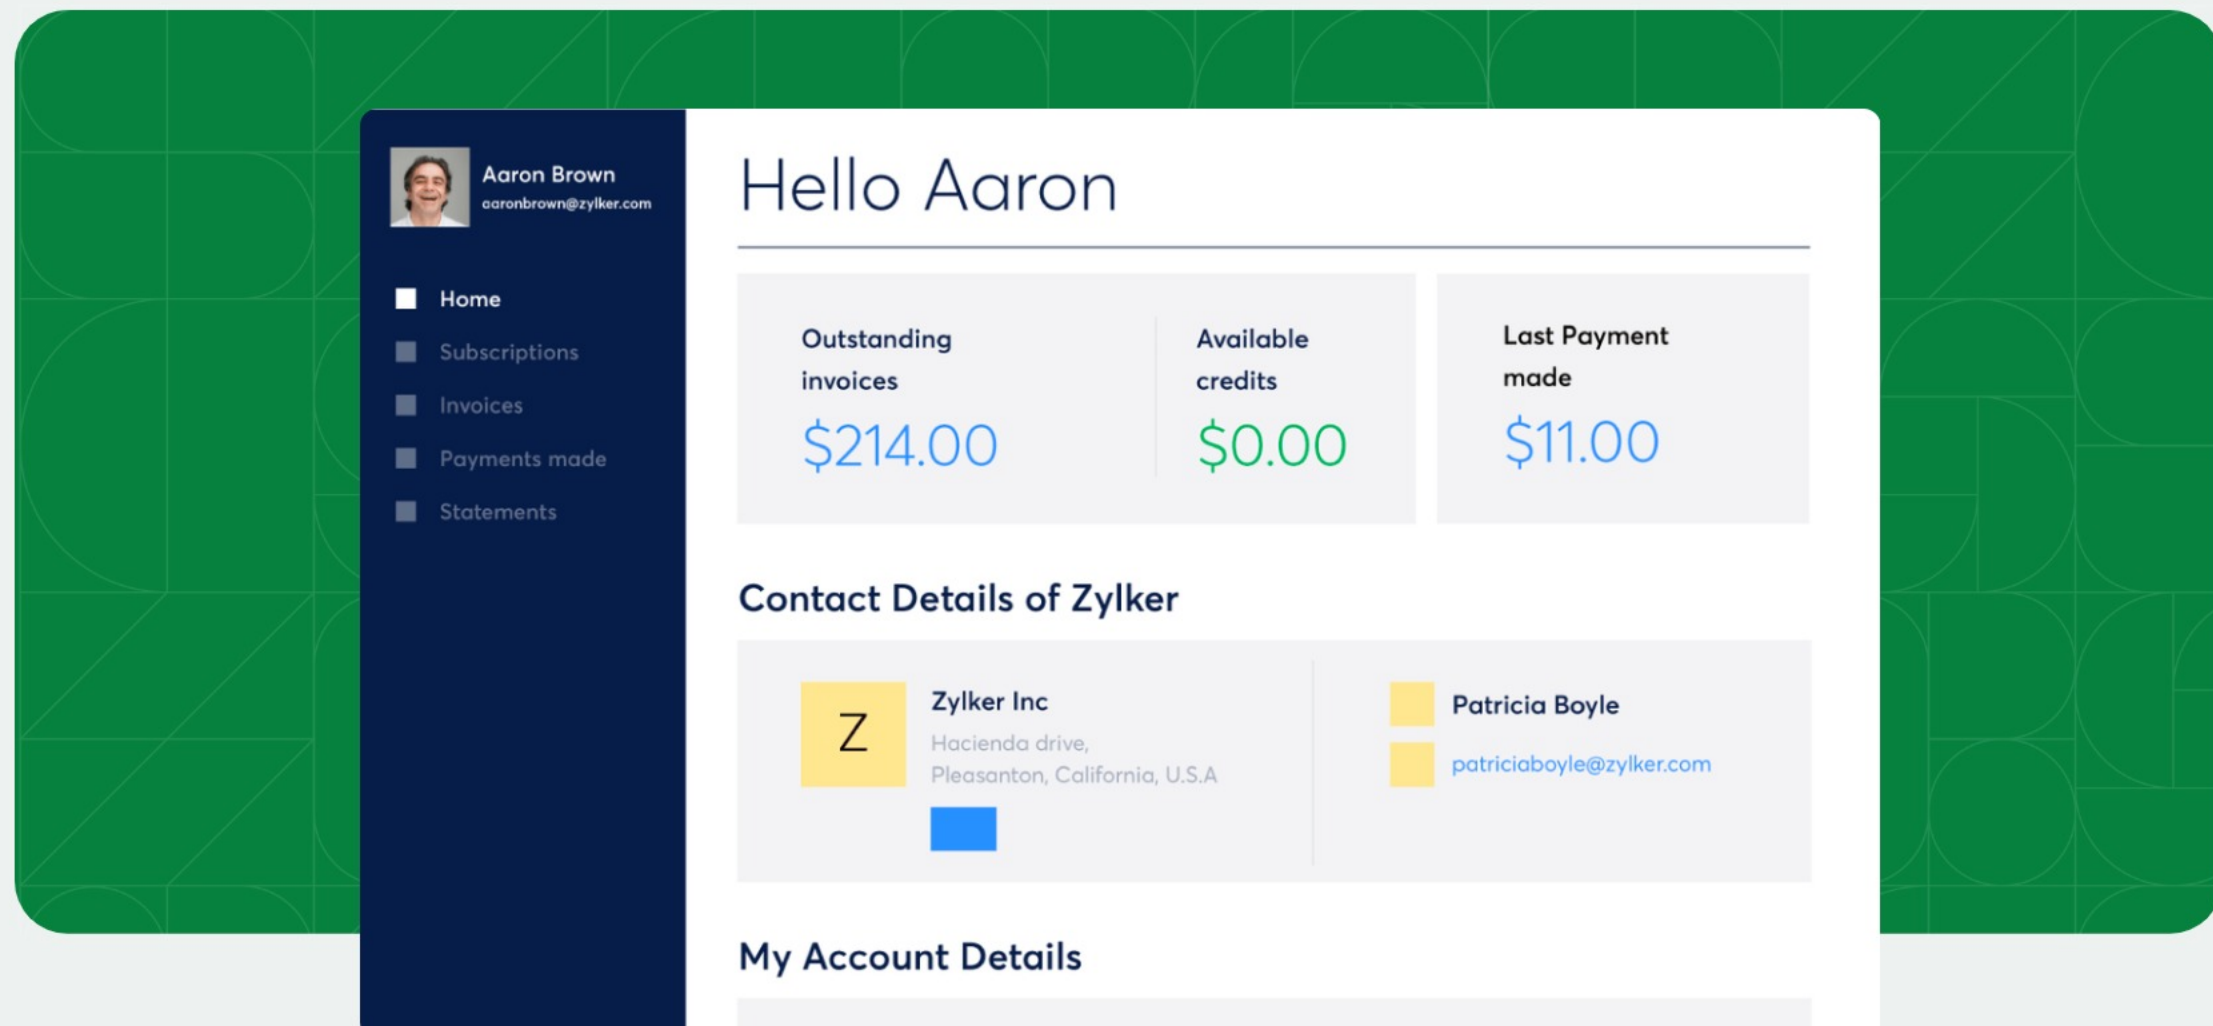 Aaron Brown
aaronbrown@zylker.com
Home
Subscriptions
Invoices
Payments made
Statements
Hello Aaron
Outstanding
invoices
$214.00
Available
credits
$0.00
Last Payment
made
$11.00
Contact Details of Zylker
Z
Zylker Inc
Hacienda drive,
Pleasanton, California, U.S.A
Patricia Boyle
patriciaboyle@zylker.com
My Account Details